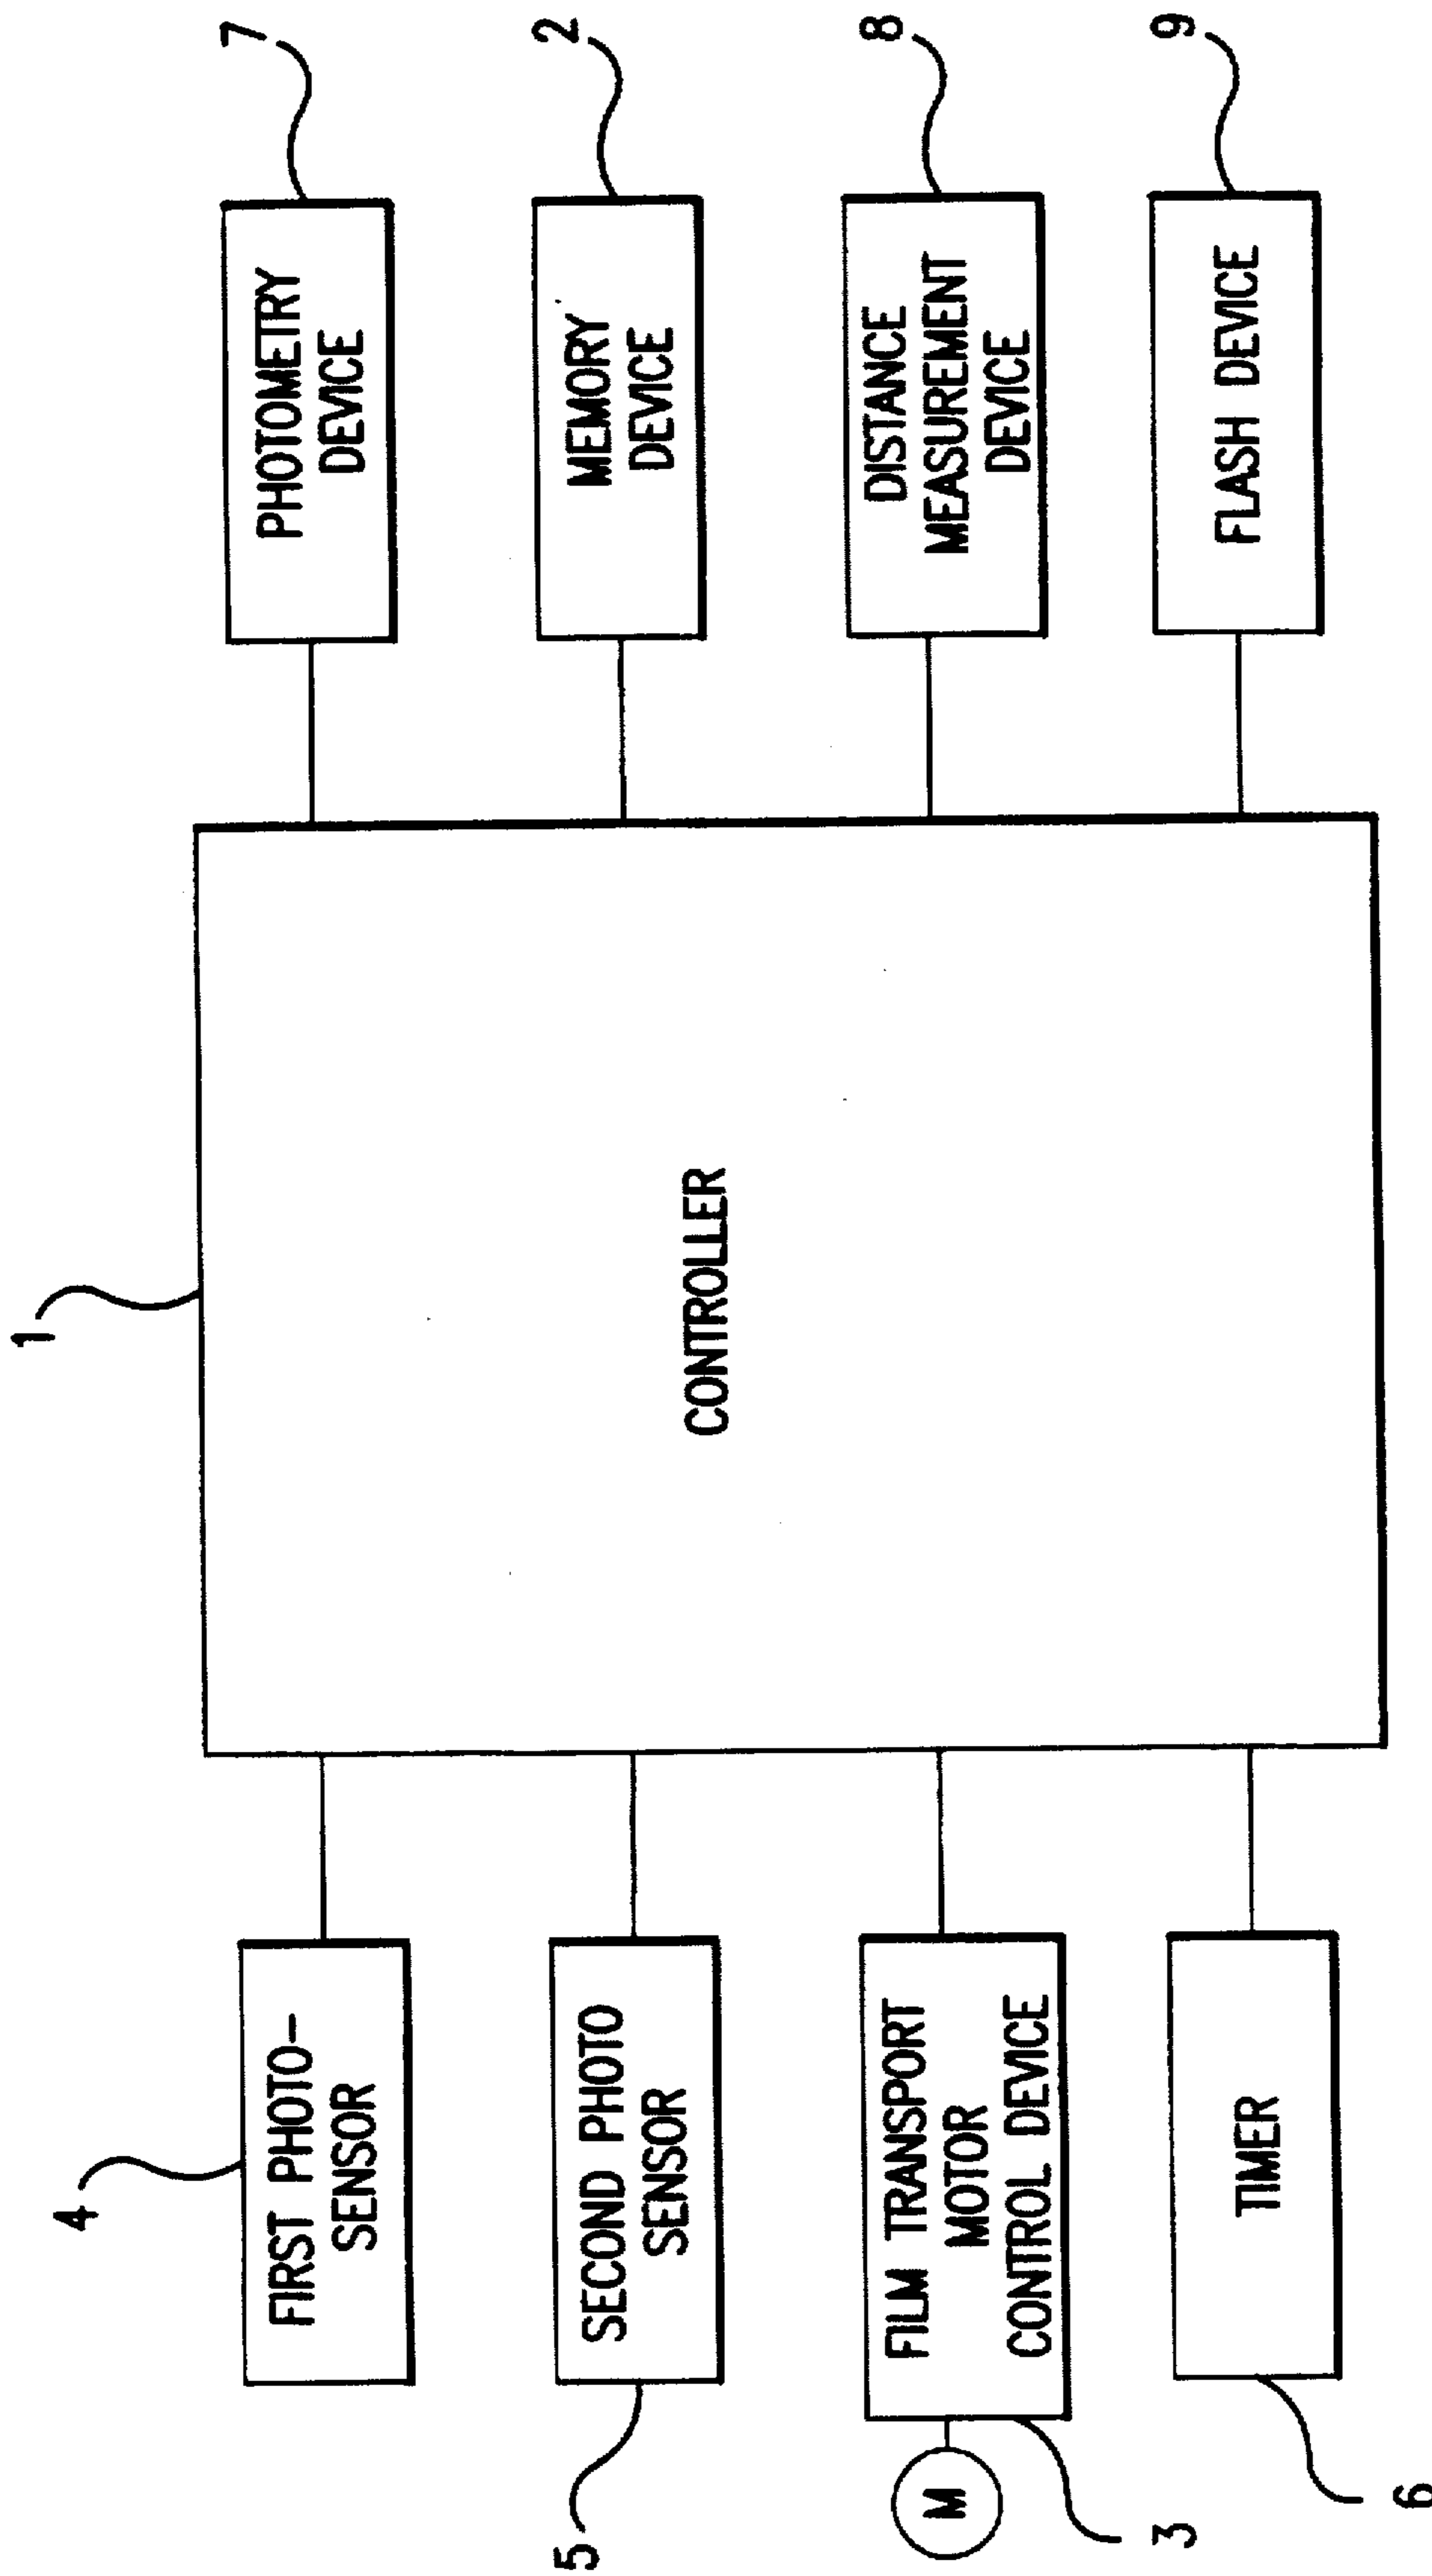 1
4
FIRST PHOTO-
SENSOR
5
SECOND PHOTO
SENSOR
M
3
FILM TRANSPORT
MOTOR
CONTROL DEVICE
6
TIMER
CONTROLLER
7
PHOTOMETRY
DEVICE
2
MEMORY
DEVICE
8
DISTANCE
MEASUREMENT
DEVICE
9
FLASH DEVICE